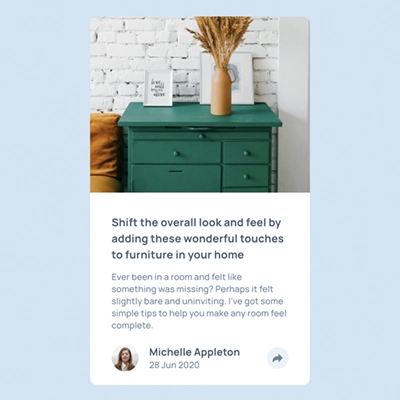 Shift the overall look and feel by
adding these wonderful touches
to furniture in your home
Ever been in a room and felt like
something was missing? Perhaps it felt
slightly bare and uninviting. I’ve got some
simple tips to help you make any room feel
complete.
Michelle Appleton
28 Jun 2020